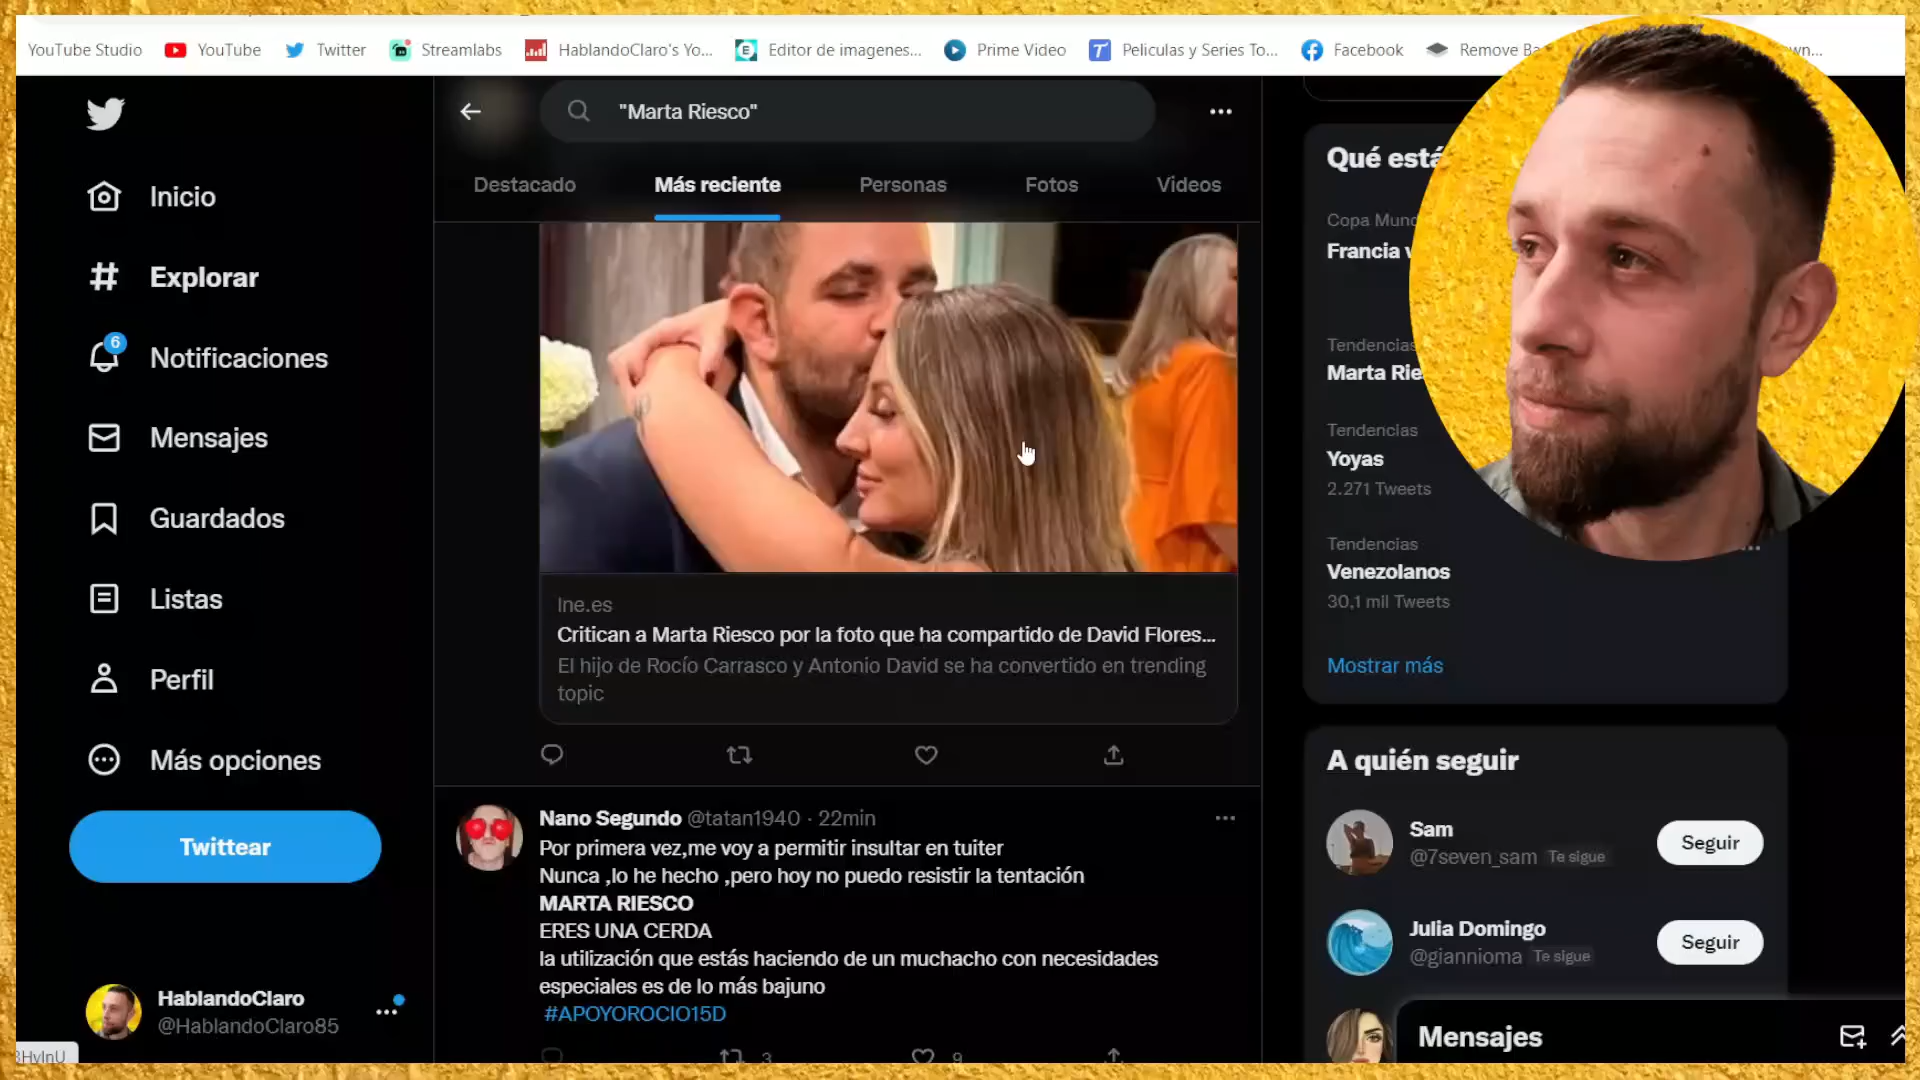 YouTube Studio
YouTube
Twitter
Streamlabs
HablandoClaro's Yo...
Editor de imagenes...
Prime Video
Peliculas y Series To...
Facebook
Remove Ba
wn...
"Marta Riesco"
Destacado
Más reciente
Personas
Fotos
Videos
Inicio
Explorar
6
Notificaciones
Mensajes
Guardados
Listas
Perfil
Más opciones
Twittear
HablandoClaro
@HablandoClaro85
3HvInU
lne.es
Critican a Marta Riesco por la foto que ha compartido de David Flores...
El hijo de Rocío Carrasco y Antonio David se ha convertido en trending
topic
Nano Segundo @tatan1940 · 22min
Por primera vez,me voy a permitir insultar en tuiter
Nunca ,lo he hecho ,pero hoy no puedo resistir la tentación
MARTA RIESCO
ERES UNA CERDA
la utilización que estás haciendo de un muchacho con necesidades
especiales es de lo más bajuno
#APOYOROCIO15D
3
9
Qué está
Copa Mund
Francia v
Tendencias
Marta Rie
Tendencias
Yoyas
2.271 Tweets
Tendencias
Venezolanos
30,1 mil Tweets
Mostrar más
A quién seguir
Sam
@7seven_sam Te sigue
Seguir
Julia Domingo
@giannioma Te sigue
Seguir
Mensajes